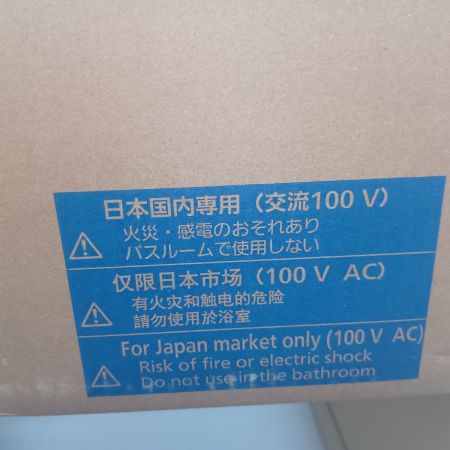 日本国内専用（交流100 V）
火災・感電のおそれあり
バスルームで使用しない
仅限日本市场（100 V AC）
有火灾和触电的危险
請勿使用於浴室
For Japan market only (100 V AC)
Risk of fire or electric shock
Do not use in the bathroom